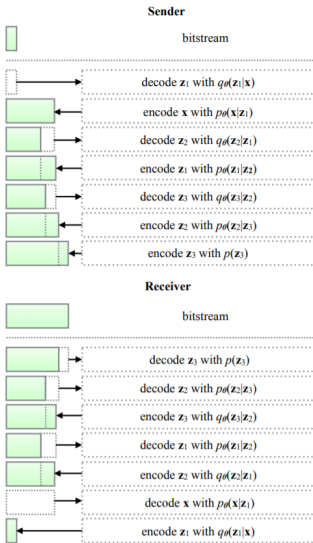 Sender
bitstream
decode z₁ with qθ(z₁|x)
encode x with pθ(x|z₁)
decode z₂ with qθ(z₂|z₁)
encode z₁ with pθ(z₁|z₂)
decode z₃ with qθ(z₃|z₂)
encode z₂ with pθ(z₂|z₃)
encode z₃ with p(z₃)
Receiver
bitstream
decode z₃ with p(z₃)
decode z₂ with pθ(z₂|z₃)
encode z₃ with qθ(z₃|z₂)
decode z₁ with pθ(z₁|z₂)
encode z₂ with qθ(z₂|z₁)
decode x with pθ(x|z₁)
encode z₁ with qθ(z₁|x)